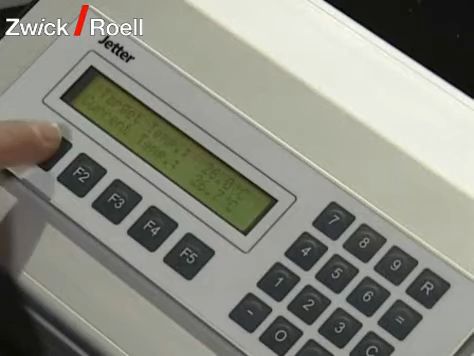 Zwick / Roell
Jetter
Target Temp.:
Current Temp.:
°C
°C
F2
F3
F4
F5
7 8 9 R
4 5 6 =
1 2 3 C
- 0